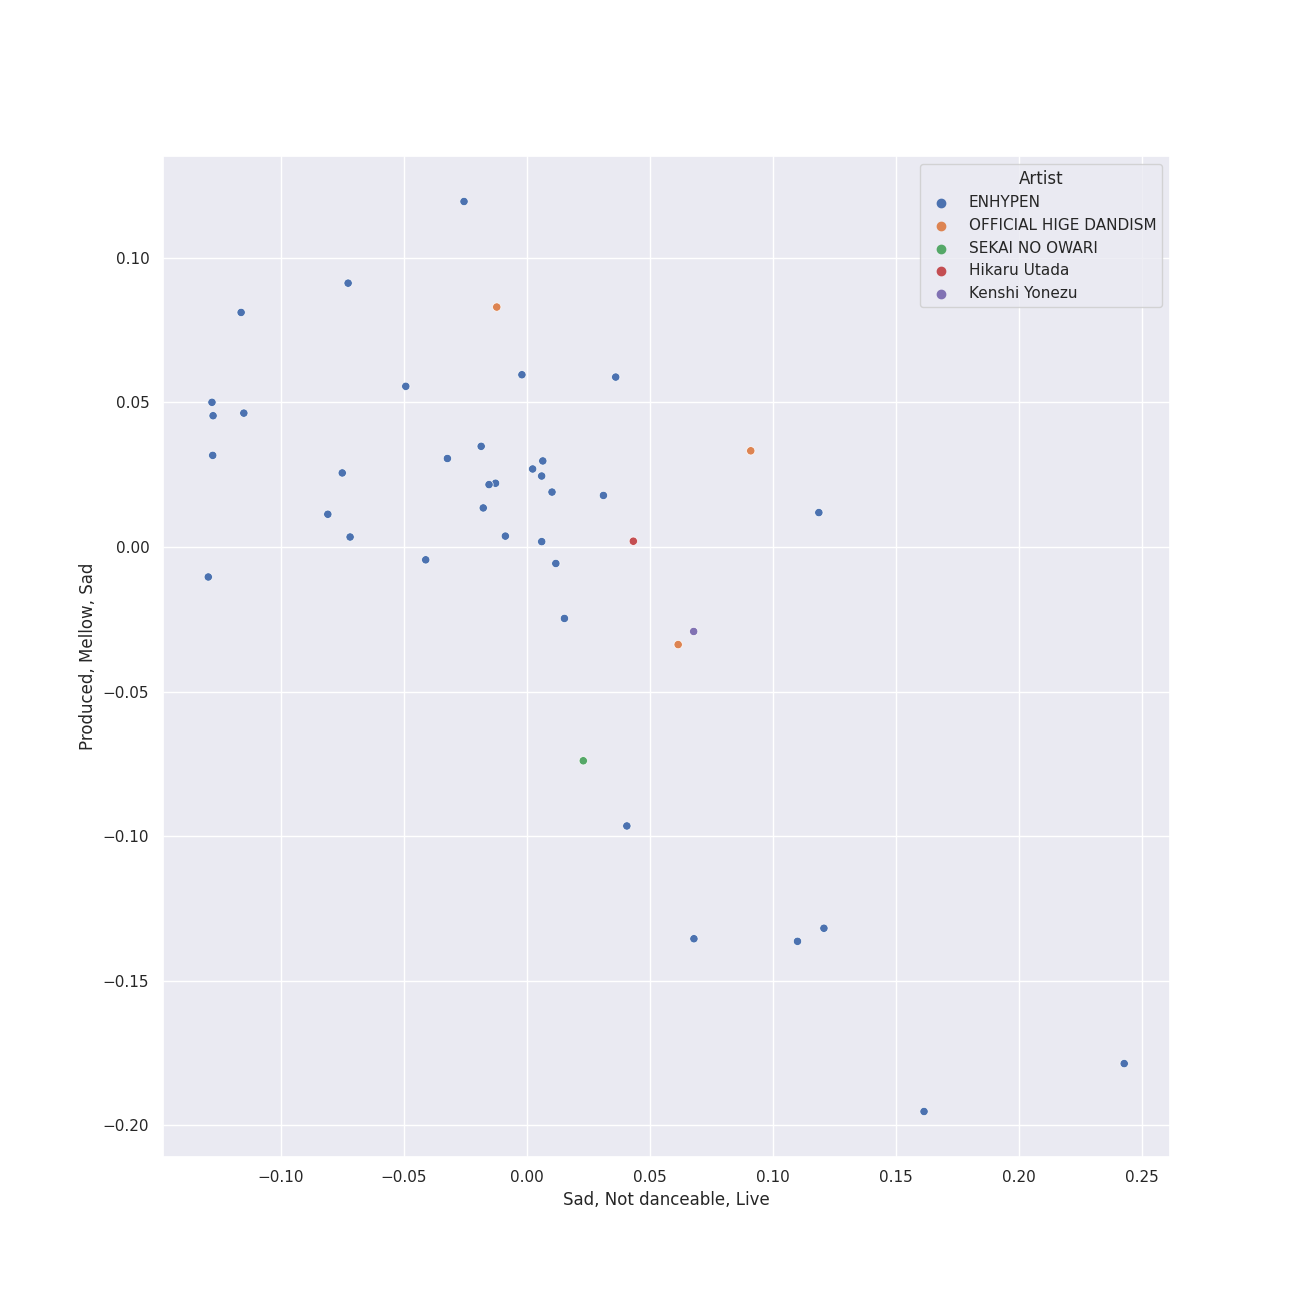 Artist
ENHYPEN
OFFICIAL HIGE DANDISM
SEKAI NO OWARI
Hikaru Utada
Kenshi Yonezu
0.10
0.05
0.00
−0.05
−0.10
−0.15
−0.20
Produced, Mellow, Sad
−0.10
−0.05
0.00
0.05
0.10
0.15
0.20
0.25
Sad, Not danceable, Live